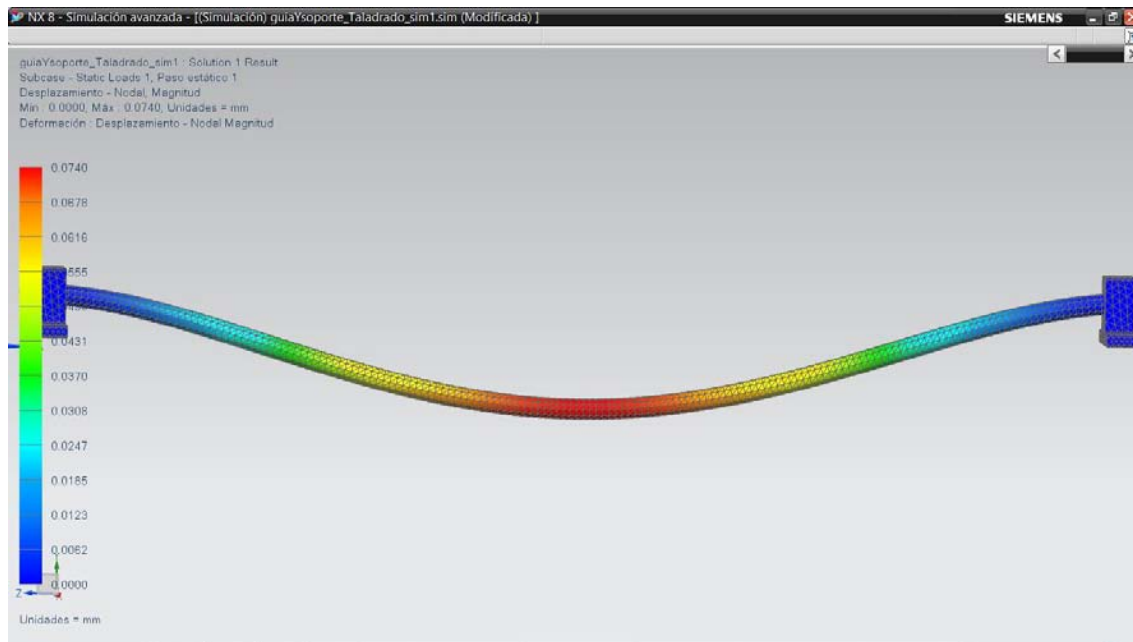 NX 8 - Simulación avanzada - [(Simulación) guiaYsoporte_Taladrado_sim1.sim (Modificada) ]
SIEMENS
guiaYsoporte_Taladrado_sim1 : Solution 1 Result
Subcase - Static Loads 1, Paso estático 1
Desplazamiento - Nodal, Magnitud
Min : 0.0000, Máx : 0.0740, Unidades = mm
Deformación : Desplazamiento - Nodal Magnitud
0.0740
0.0678
0.0616
0.0431
0.0370
0.0308
0.0247
0.0185
0.0123
0.0062
0.0000
Z
Unidades = mm